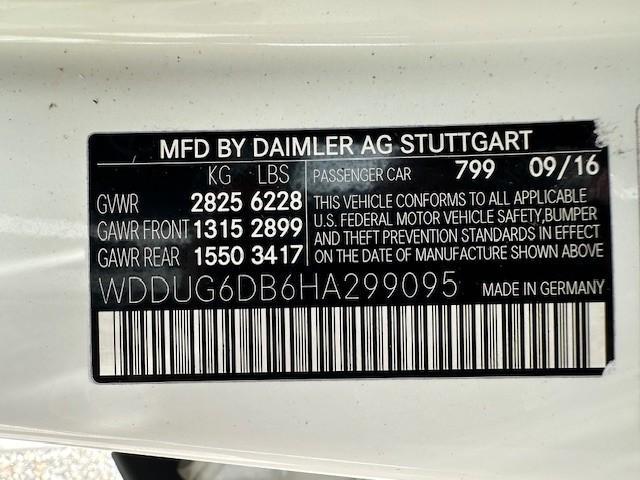 MFD BY DAIMLER AG STUTTGART
KG LBS PASSENGER CAR 799 09/16
GVWR 2825 6228
GAWR FRONT 1315 2899
GAWR REAR 1550 3417
THIS VEHICLE CONFORMS TO ALL APPLICABLE
U.S. FEDERAL MOTOR VEHICLE SAFETY,BUMPER
AND THEFT PREVENTION STANDARDS IN EFFECT
ON THE DATE OF MANUFACTURE SHOWN ABOVE
WDDUG6DB6HA299095 MADE IN GERMANY